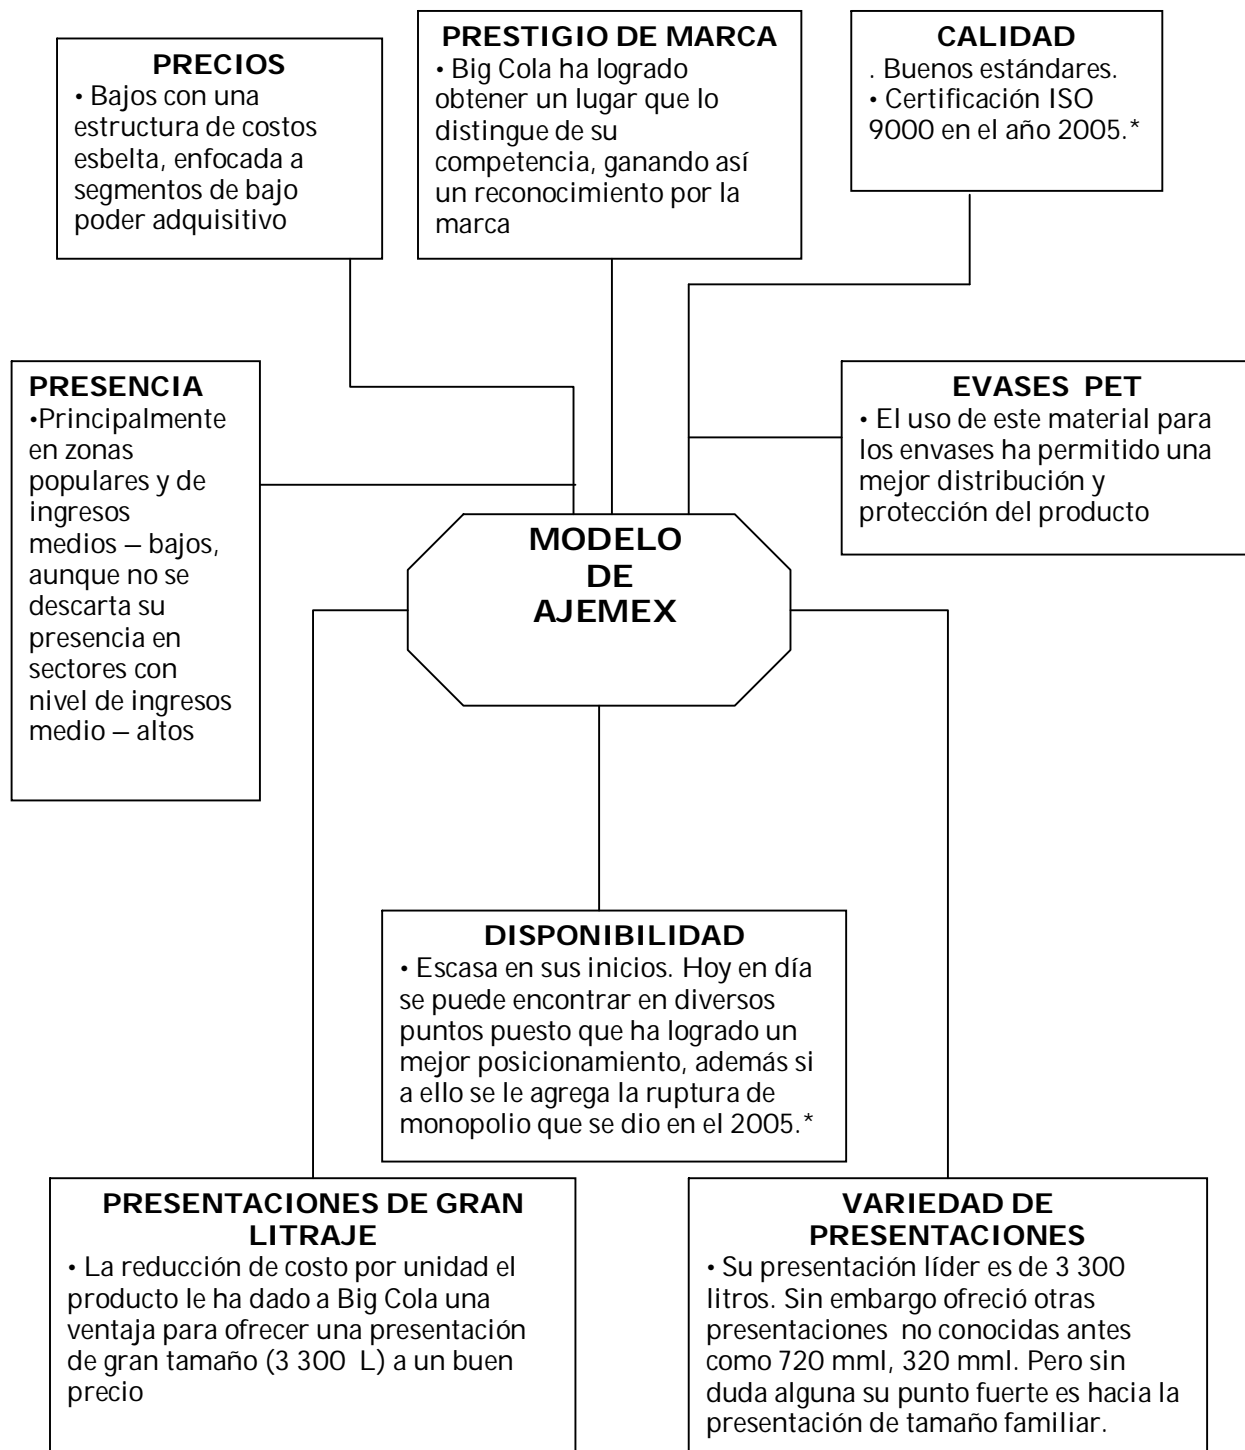 PRECIOS
• Bajos con una
estructura de costos
esbelta, enfocada a
segmentos de bajo
poder adquisitivo
PRESTIGIO DE MARCA
• Big Cola ha logrado
obtener un lugar que lo
distingue de su
competencia, ganando así
un reconocimiento por la
marca
CALIDAD
. Buenos estándares.
• Certificación ISO
9000 en el año 2005.*
PRESENCIA
•Principalmente
en zonas
populares y de
ingresos
medios – bajos,
aunque no se
descarta su
presencia en
sectores con
nivel de ingresos
medio – altos
EVASES PET
• El uso de este material para
los envases ha permitido una
mejor distribución y
protección del producto
MODELO
DE
AJEMEX
DISPONIBILIDAD
• Escasa en sus inicios. Hoy en día
se puede encontrar en diversos
puntos puesto que ha logrado un
mejor posicionamiento, además si
a ello se le agrega la ruptura de
monopolio que se dio en el 2005.*
PRESENTACIONES DE GRAN
LITRAJE
• La reducción de costo por unidad el
producto le ha dado a Big Cola una
ventaja para ofrecer una presentación
de gran tamaño (3 300 L) a un buen
precio
VARIEDAD DE
PRESENTACIONES
• Su presentación líder es de 3 300
litros. Sin embargo ofreció otras
presentaciones no conocidas antes
como 720 mml, 320 mml. Pero sin
duda alguna su punto fuerte es hacia la
presentación de tamaño familiar.